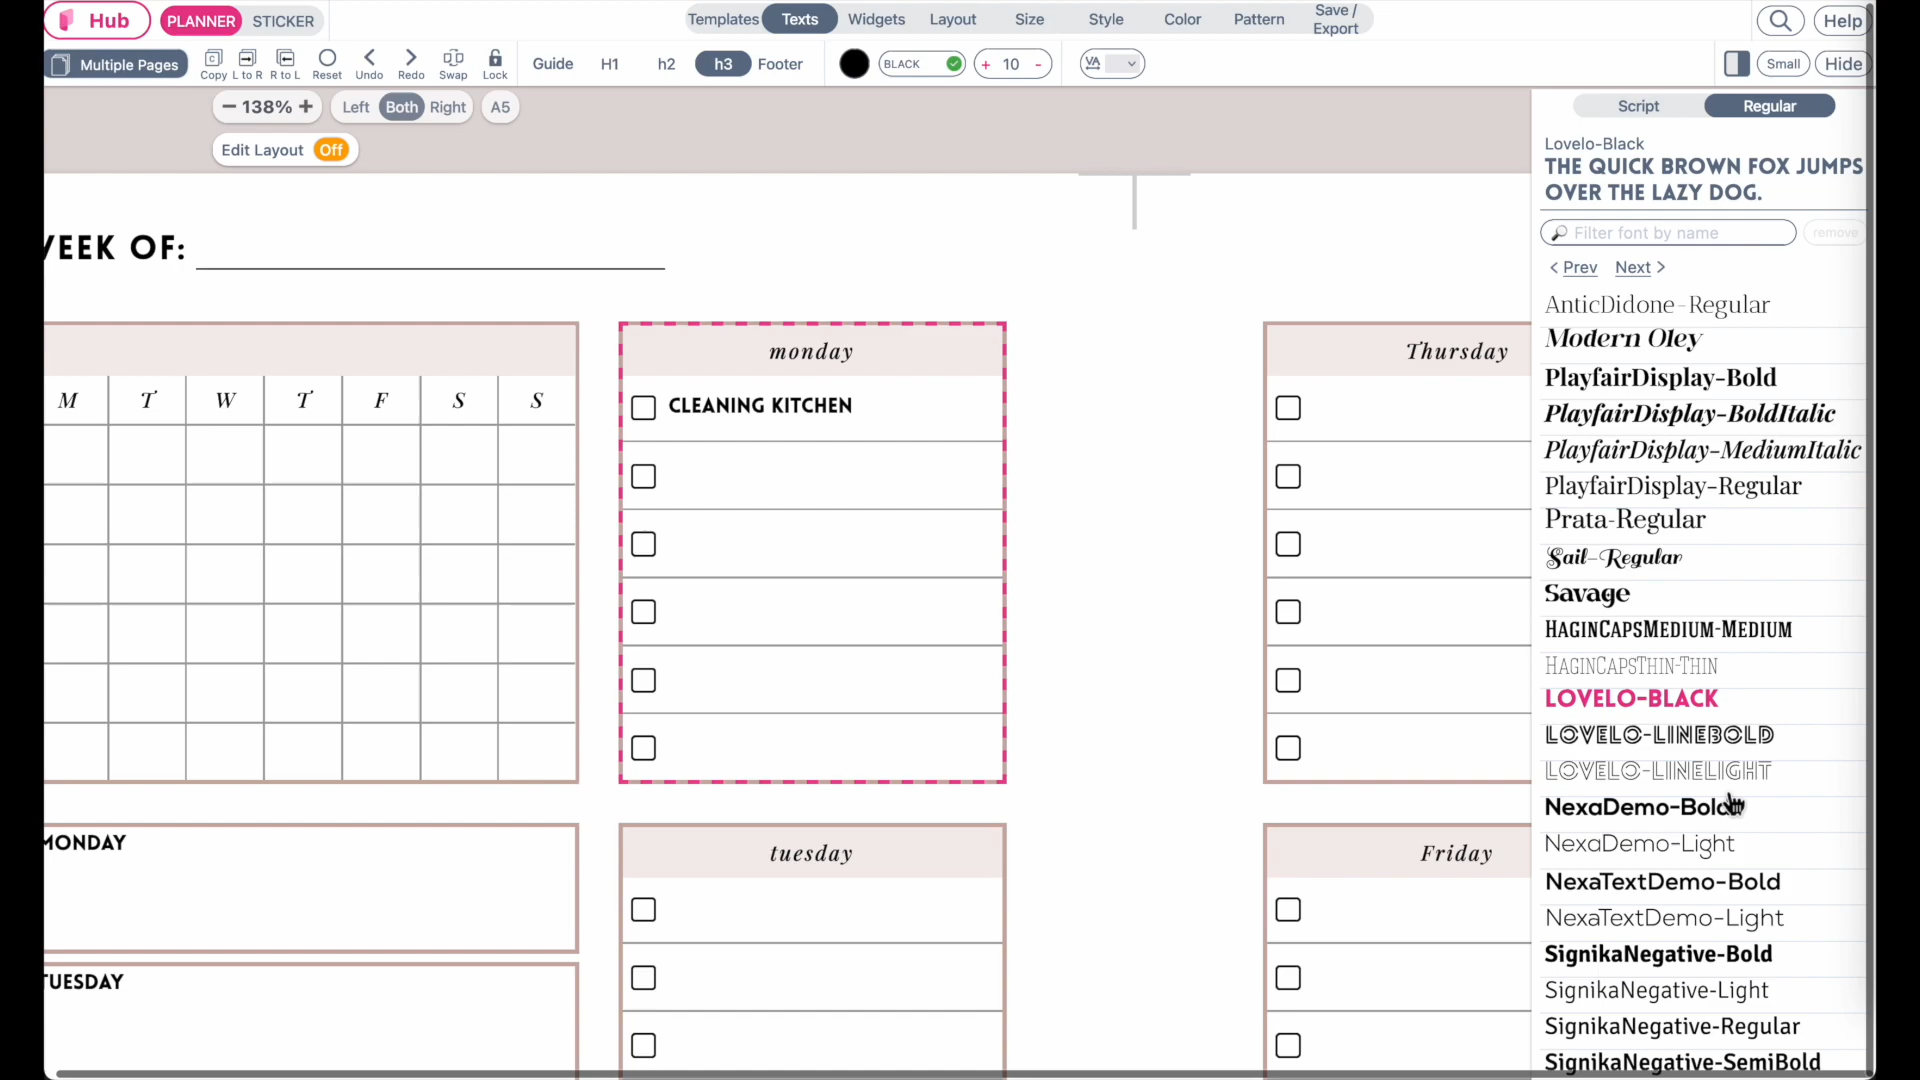 Hub PLANNER STICKER
Templates Texts Widgets Layout Size Style Color Pattern Save / Export
Help
Multiple Pages Copy L to R R to L Reset Undo Redo Swap Lock Guide H1 h2 h3 Footer BLACK + 10 - VA Small Hide
− 138% + Left Both Right A5
Edit Layout Off
Script Regular
Lovelo-Black
THE QUICK BROWN FOX JUMPS
OVER THE LAZY DOG.
Filter font by name remove
< Prev Next >
AnticDidone-Regular
Modern Oley
PlayfairDisplay-Bold
PlayfairDisplay-BoldItalic
PlayfairDisplay-MediumItalic
PlayfairDisplay-Regular
Prata-Regular
Sail-Regular
Savage
HaginCapsMedium-Medium
HaginCapsThin-Thin
LOVELO-BLACK
LOVELO-LINEBOLD
LOVELO-LINELIGHT
NexaDemo-Bold
NexaDemo-Light
NexaTextDemo-Bold
NexaTextDemo-Light
SignikaNegative-Bold
SignikaNegative-Light
SignikaNegative-Regular
SignikaNegative-SemiBold
WEEK OF:
M T W T F S S
MONDAY
TUESDAY
monday
CLEANING KITCHEN
tuesday
Thursday
Friday